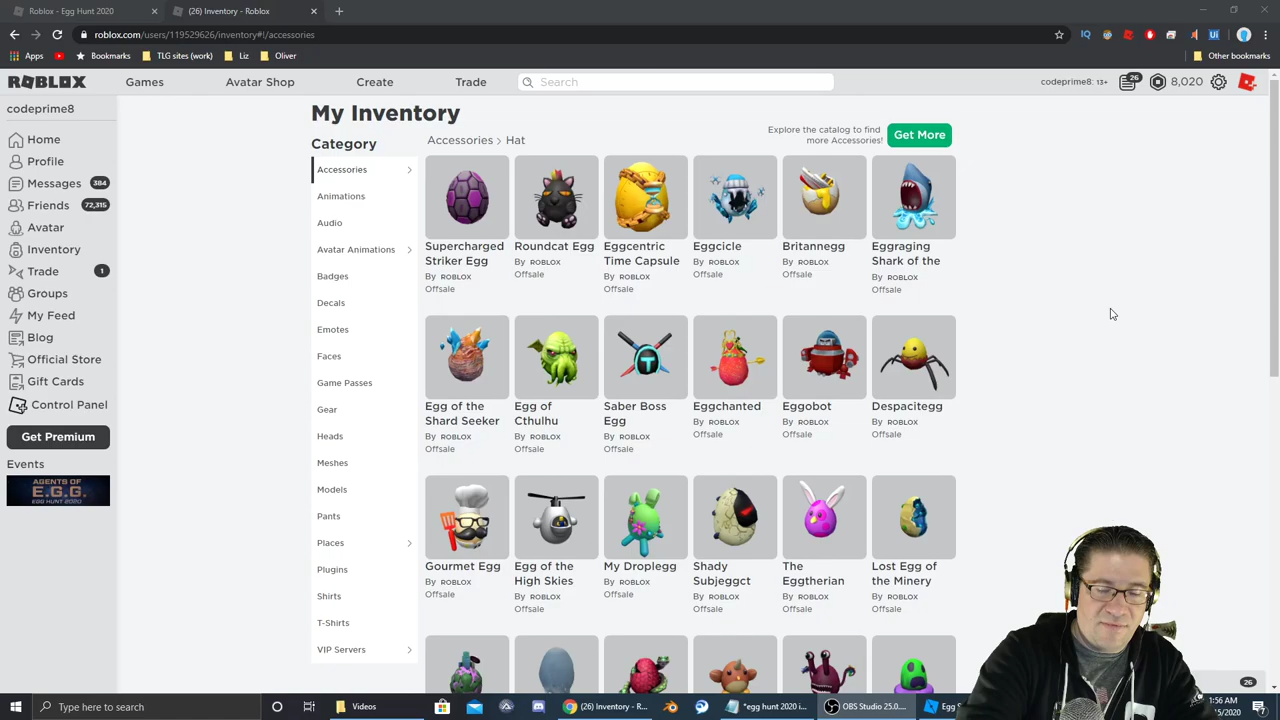 Roblox - Egg Hunt 2020
(26) Inventory - Roblox
roblox.com/users/119529626/inventory#!/accessories
Apps
Bookmarks
TLG sites (work)
Liz
Oliver
Other bookmarks
ROBLOX
Games
Avatar Shop
Create
Trade
Search
codeprime8: 13+
26
8,020
codeprime8
Home
Profile
Messages 384
Friends 72,315
Avatar
Inventory
Trade 1
Groups
My Feed
Blog
Official Store
Gift Cards
Control Panel
Get Premium
Events
AGENTS OF
E.G.G.
EGG HUNT 2020
My Inventory
Category
Accessories
Animations
Audio
Avatar Animations
Badges
Decals
Emotes
Faces
Game Passes
Gear
Heads
Meshes
Models
Pants
Places
Plugins
Shirts
T-Shirts
VIP Servers
Accessories > Hat
Explore the catalog to find
more Accessories!
Get More
Supercharged
Striker Egg
By ROBLOX
Offsale
Roundcat Egg
By ROBLOX
Offsale
Eggcentric
Time Capsule
By ROBLOX
Offsale
Eggcicle
By ROBLOX
Offsale
Britannegg
By ROBLOX
Offsale
Eggraging
Shark of the
By ROBLOX
Offsale
Egg of the
Shard Seeker
By ROBLOX
Offsale
Egg of
Cthulhu
By ROBLOX
Offsale
Saber Boss
Egg
By ROBLOX
Offsale
Eggchanted
By ROBLOX
Offsale
Eggobot
By ROBLOX
Offsale
Despacitegg
By ROBLOX
Offsale
Gourmet Egg
By ROBLOX
Offsale
Egg of the
High Skies
By ROBLOX
Offsale
My Droplegg
By ROBLOX
Offsale
Shady
Subjeggct
By ROBLOX
Offsale
The
Eggtherian
By ROBLOX
Offsale
Lost Egg of
the Minery
By ROBLOX
Offsale
26
Type here to search
Videos
(26) Inventory - R...
*egg hunt 2020 i...
OBS Studio 25.0....
Egg S
1:56 AM
/5/2020